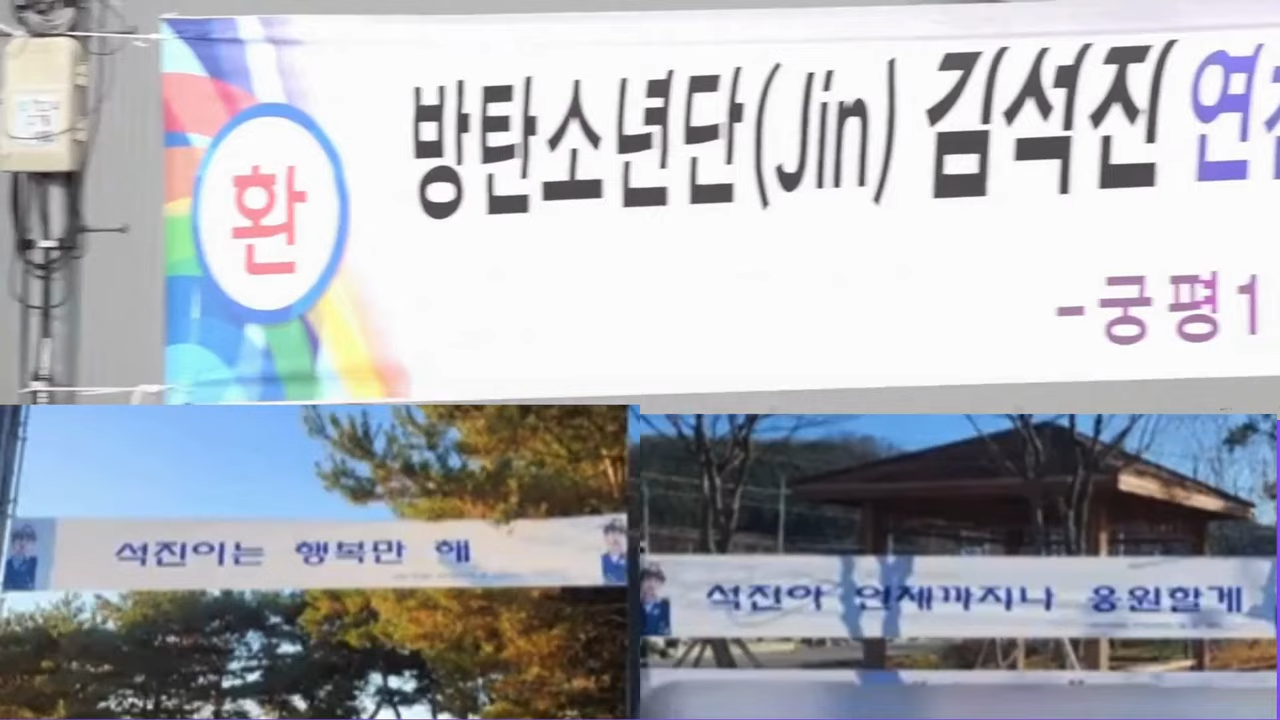 환
방탄소년단(Jin) 김석진 연
-궁평1
석진이는 행복만 해
석진아 언제까지나 응원할게